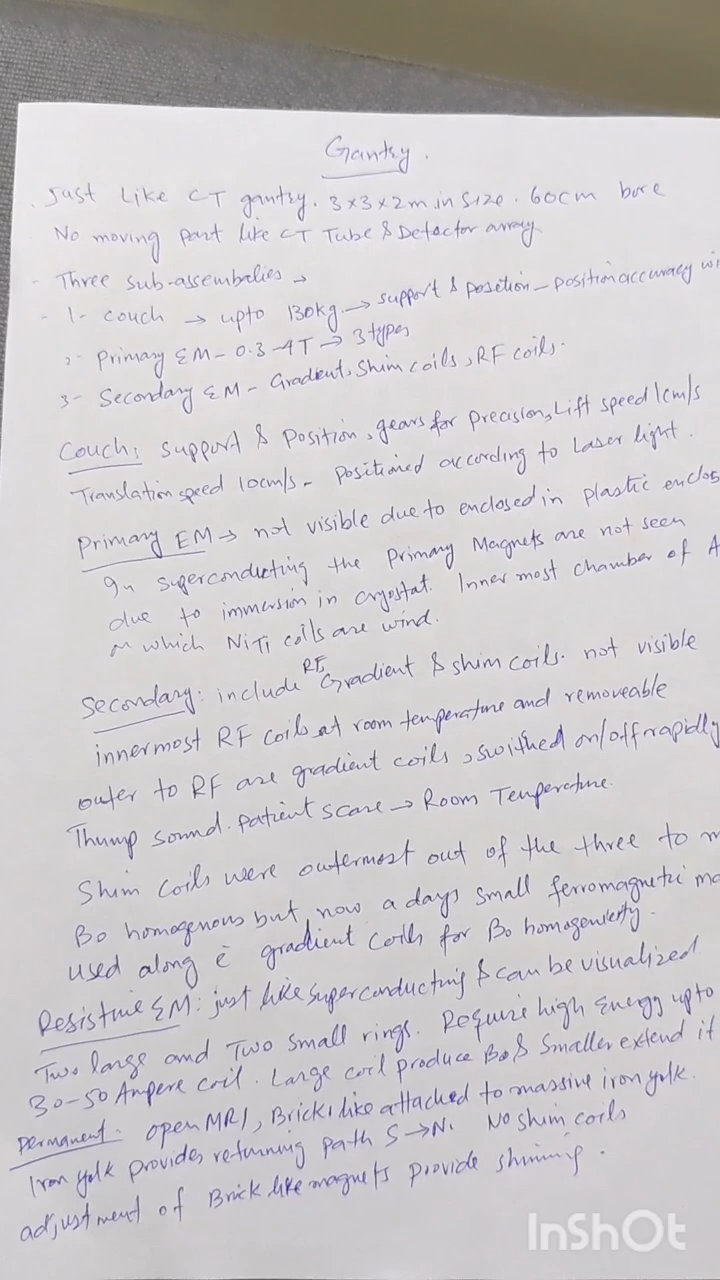 Gantry.
Just Like CT gantry. 3x3x2m in size. 60cm bore
No moving part like CT Tube & Detector array
- Three sub-assembelies →
- 1- Couch → upto 130kg → support & position - position accuracy wi
2- Primary EM - 0.3-4T → 3 types
3- Secondary EM - Gradient, Shim coils, RF coils.
Couch: Support & Position, gears for precision, Lift speed 1cm/s
Translation speed 10cm/s - positioned according to Laser light.
Primary EM → not visible due to enclosed in plastic enclos
In superconducting the primary Magnets are not seen
due to immersion in cryostat. Inner most chamber of A
on which NiTi coils are wind.
Secondary: include RF Gradient & shim coils. not visible
innermost RF coils at room temperature and removeable
outer to RF are gradient coils, swithed on/off rapidly
Thump sound. patient scare → Room Temperature.
Shim coils were outermost out of the three to m
Bo homogenous but now a days small ferromagnetic ma
used along c̄ gradient coils for Bo homogeniety.
Resistive EM: just like superconducting & can be visualized
Two large and Two small rings. Require high energy upto
30-50 Ampere coil. Large coil produce Bo & Smaller extend it
Permanent: open MRI, Bricks like attached to massive iron yolk.
Iron yolk provides returning path S→N. No shim coils
adjustment of Brick like magnets provide shiming.
InShOt